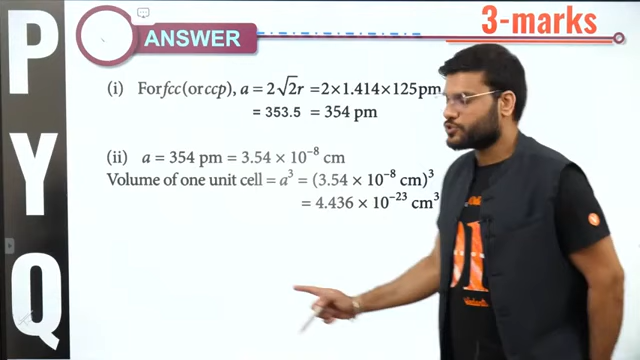 P
Y
Q
ANSWER
3-marks
(i) For fcc (or ccp), a = 2√2r = 2×1.414×125pm
= 353.5 = 354 pm
(ii) a = 354 pm = 3.54 × 10⁻⁸ cm
Volume of one unit cell = a³ = (3.54 × 10⁻⁸ cm)³
= 4.436 × 10⁻²³ cm³